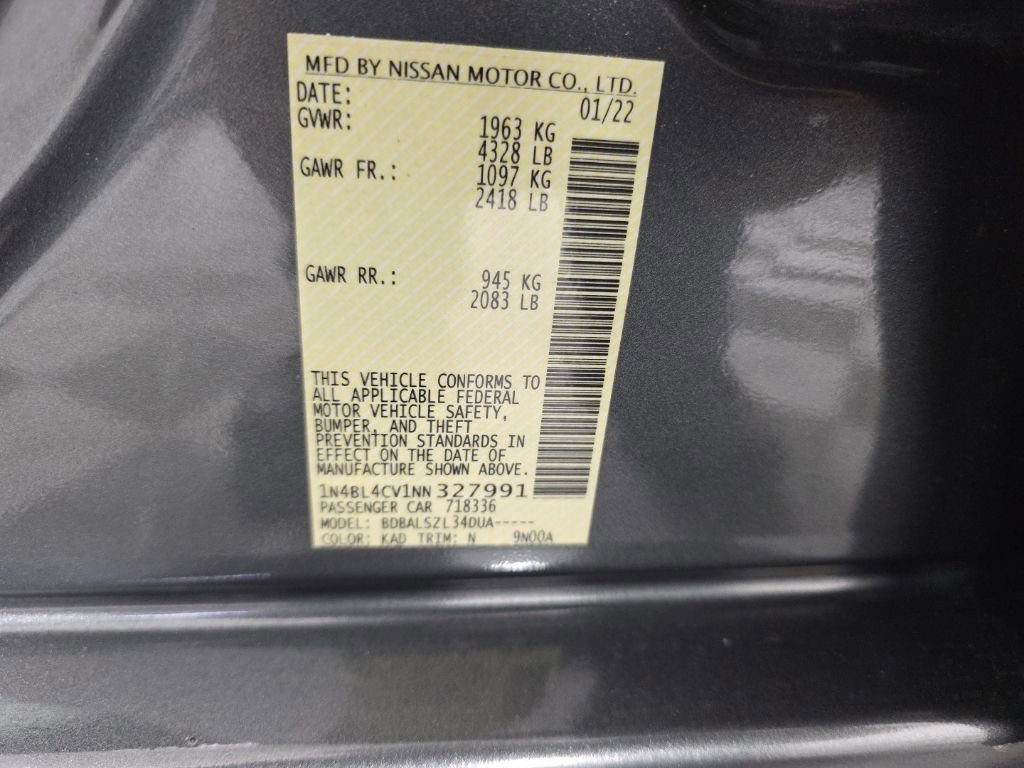 MFD BY NISSAN MOTOR CO., LTD.
DATE: 01/22
GVWR: 1963 KG
4328 LB
GAWR FR.: 1097 KG
2418 LB
GAWR RR.: 945 KG
2083 LB
THIS VEHICLE CONFORMS TO
ALL APPLICABLE FEDERAL
MOTOR VEHICLE SAFETY,
BUMPER, AND THEFT
PREVENTION STANDARDS IN
EFFECT ON THE DATE OF
MANUFACTURE SHOWN ABOVE.
1N4BL4CV1NN 327991
PASSENGER CAR 718336
MODEL: BDBALSZL34DUA-----
COLOR: KAD TRIM: N 9N00A